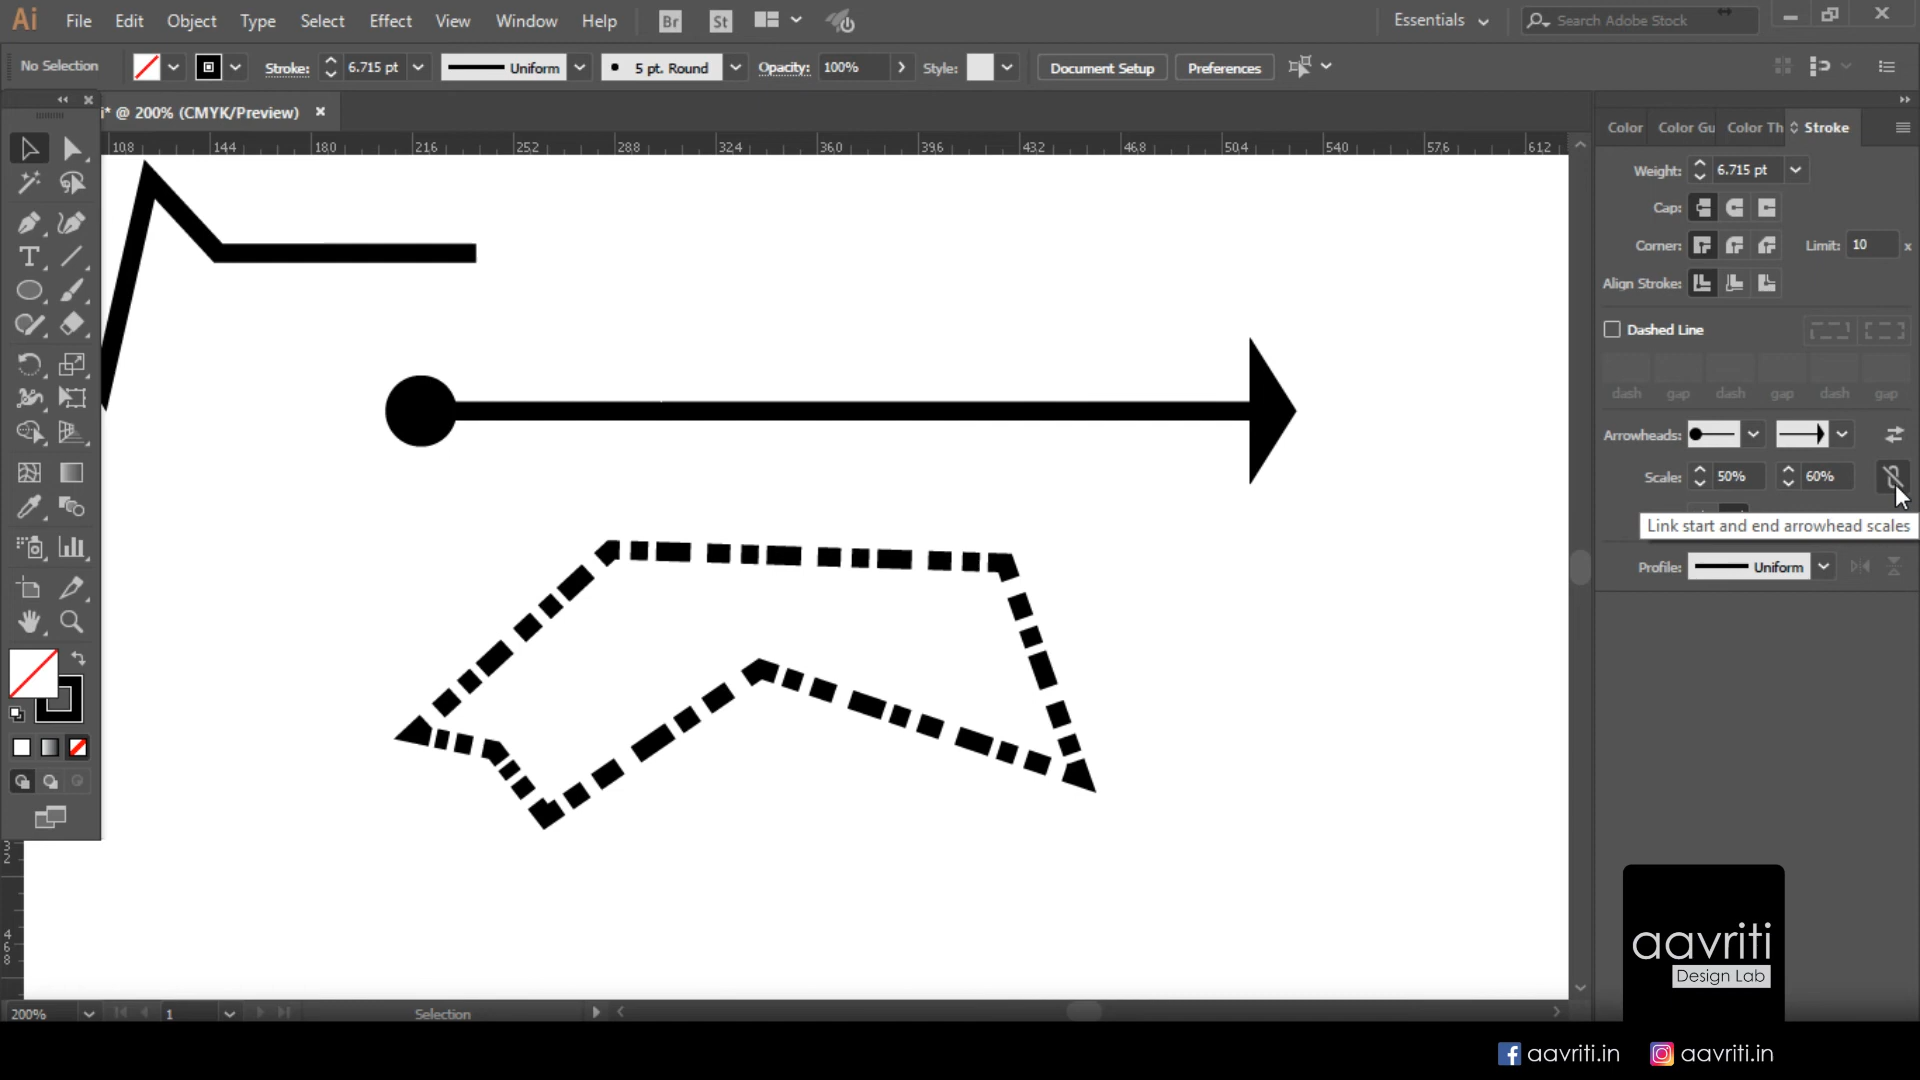 Ai File Edit Object Type Select Effect View Window Help Br St Essentials Search Adobe Stock
No Selection Stroke: 6.715 pt Uniform 5 pt. Round Opacity: 100% Style: Document Setup Preferences
i* @ 200% (CMYK/Preview)
Color Color Gu Color Th Stroke
108 144 180 216 252 288 324 360 396 432 468 504 540 576 612
Weight: 6.715 pt
Cap:
Corner: Limit: 10 x
Align Stroke:
Dashed Line
dash gap dash gap dash gap
Arrowheads:
Scale: 50% 60%
Link start and end arrowhead scales
Profile: Uniform
3
2
4
6
8
aavriti
Design Lab
200% 1 Selection
aavriti.in aavriti.in